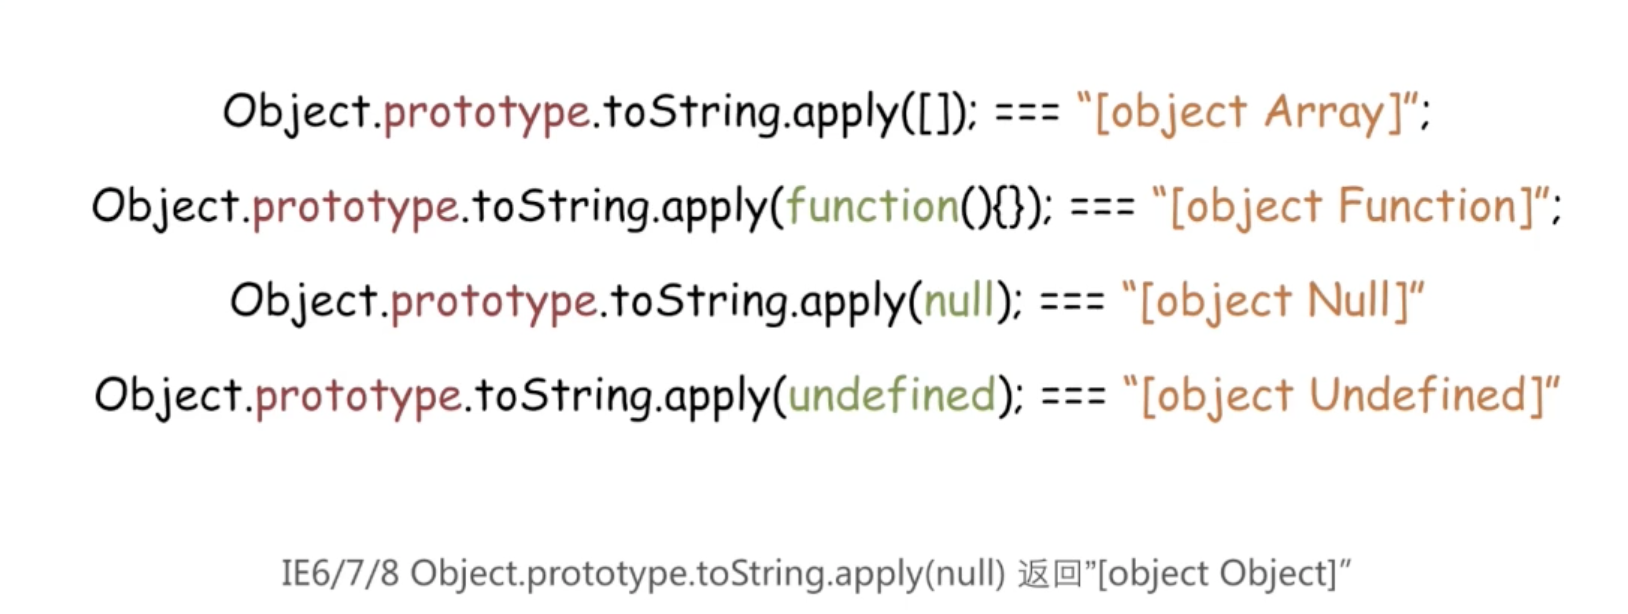 Object.prototype.toString.apply([]); === “[object Array]”;
Object.prototype.toString.apply(function(){}); === “[object Function]”;
Object.prototype.toString.apply(null); === “[object Null]”
Object.prototype.toString.apply(undefined); === “[object Undefined]”
IE6/7/8 Object.prototype.toString.apply(null) 返回”[object Object]”